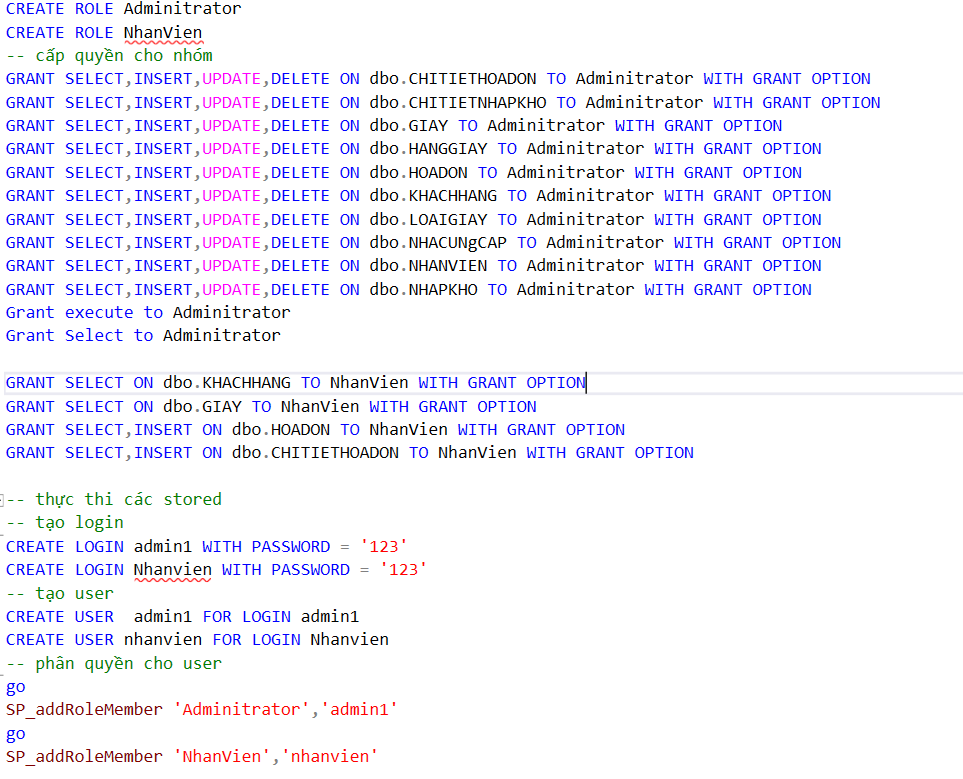 CREATE ROLE Adminitrator
CREATE ROLE NhanVien
-- cấp quyền cho nhóm
GRANT SELECT,INSERT,UPDATE,DELETE ON dbo.CHITIETHOADON TO Adminitrator WITH GRANT OPTION
GRANT SELECT,INSERT,UPDATE,DELETE ON dbo.CHITIETNHAPKHO TO Adminitrator WITH GRANT OPTION
GRANT SELECT,INSERT,UPDATE,DELETE ON dbo.GIAY TO Adminitrator WITH GRANT OPTION
GRANT SELECT,INSERT,UPDATE,DELETE ON dbo.HANGGIAY TO Adminitrator WITH GRANT OPTION
GRANT SELECT,INSERT,UPDATE,DELETE ON dbo.HOADON TO Adminitrator WITH GRANT OPTION
GRANT SELECT,INSERT,UPDATE,DELETE ON dbo.KHACHHANG TO Adminitrator WITH GRANT OPTION
GRANT SELECT,INSERT,UPDATE,DELETE ON dbo.LOAIGIAY TO Adminitrator WITH GRANT OPTION
GRANT SELECT,INSERT,UPDATE,DELETE ON dbo.NHACUNgCAP TO Adminitrator WITH GRANT OPTION
GRANT SELECT,INSERT,UPDATE,DELETE ON dbo.NHANVIEN TO Adminitrator WITH GRANT OPTION
GRANT SELECT,INSERT,UPDATE,DELETE ON dbo.NHAPKHO TO Adminitrator WITH GRANT OPTION
Grant execute to Adminitrator
Grant Select to Adminitrator
GRANT SELECT ON dbo.KHACHHANG TO NhanVien WITH GRANT OPTION
GRANT SELECT ON dbo.GIAY TO NhanVien WITH GRANT OPTION
GRANT SELECT,INSERT ON dbo.HOADON TO NhanVien WITH GRANT OPTION
GRANT SELECT,INSERT ON dbo.CHITIETHOADON TO NhanVien WITH GRANT OPTION
-- thực thi các stored
-- tạo login
CREATE LOGIN admin1 WITH PASSWORD = '123'
CREATE LOGIN Nhanvien WITH PASSWORD = '123'
-- tạo user
CREATE USER  admin1 FOR LOGIN admin1
CREATE USER nhanvien FOR LOGIN Nhanvien
-- phân quyền cho user
go
SP_addRoleMember 'Adminitrator','admin1'
go
SP_addRoleMember 'NhanVien','nhanvien'